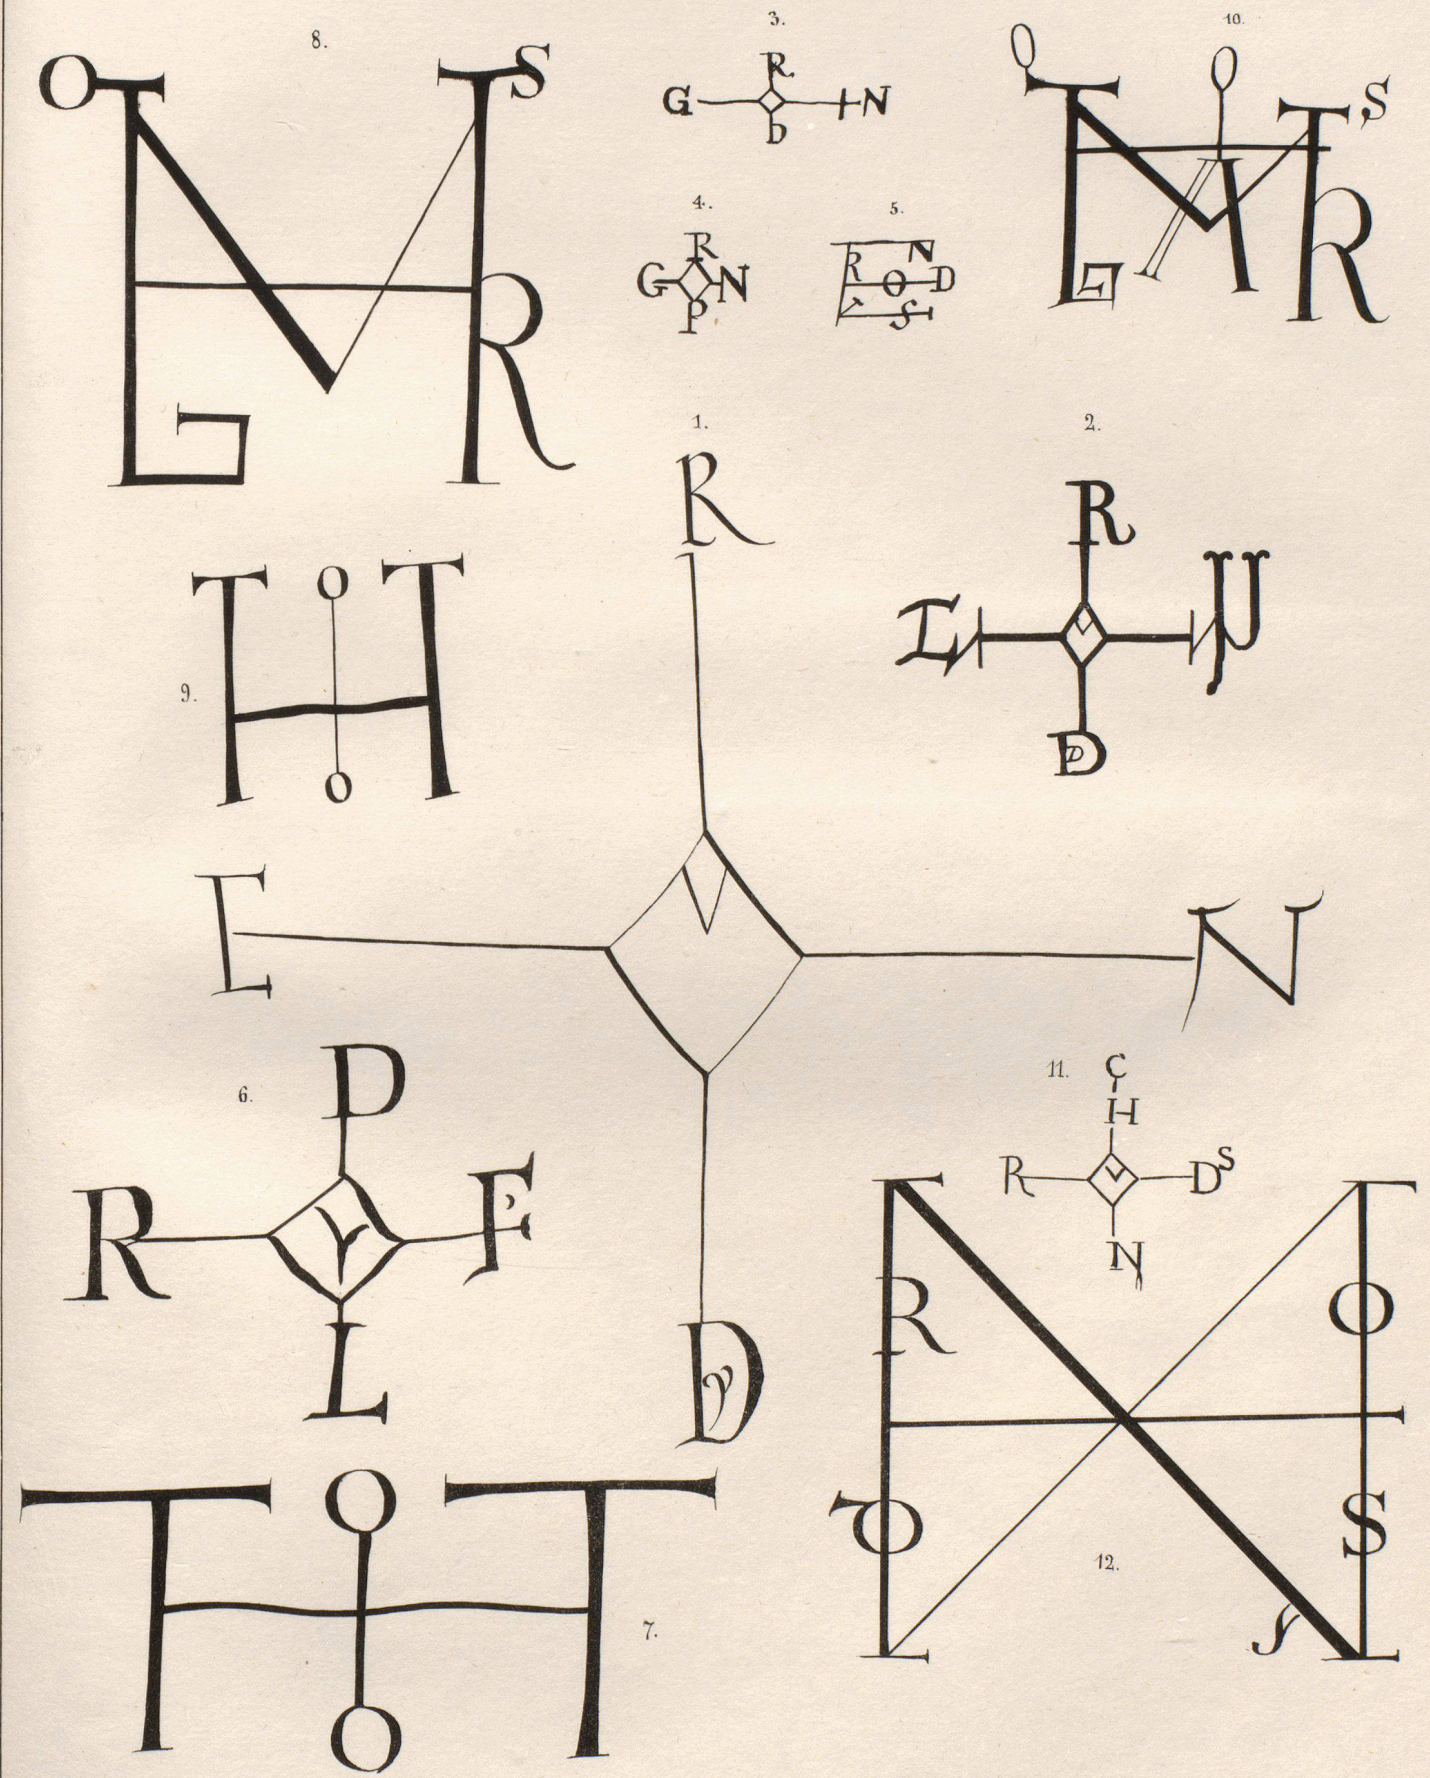 8.
O T S
M
G R
3.
R
G N
D
10.
O O
T T S
M A
G R
4.
R
G N
P
5.
N
R O D
S
1.
R
E N
V
D
2.
R
L U
V
D
9.
T O T
H
O
6.
D
R Y F
L
11.
C
H
R V D S
N
12.
N
R O
S
7.
T O T
H
O